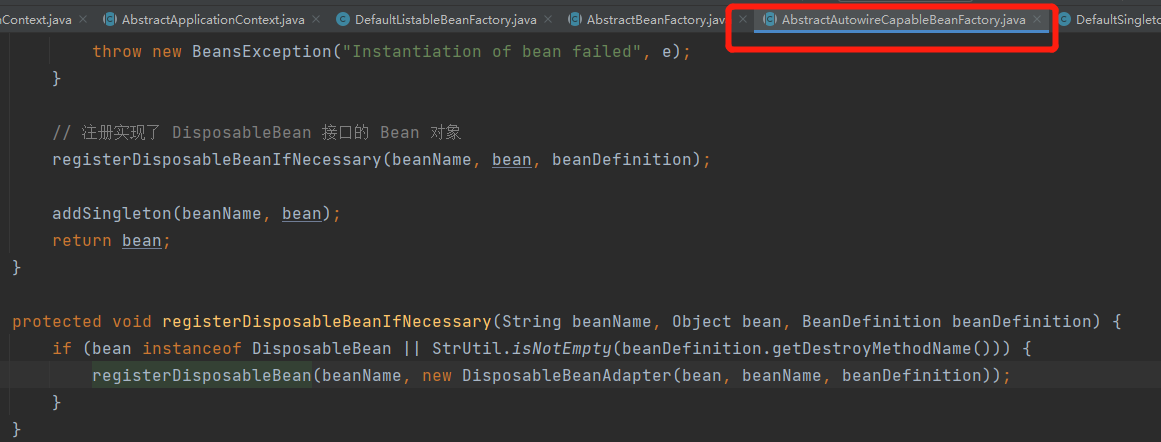 nContext.java AbstractApplicationContext.java DefaultListableBeanFactory.java AbstractBeanFactory.java AbstractAutowireCapableBeanFactory.java DefaultSingleto
throw new BeansException("Instantiation of bean failed", e);
}
// 注册实现了 DisposableBean 接口的 Bean 对象
registerDisposableBeanIfNecessary(beanName, bean, beanDefinition);
addSingleton(beanName, bean);
return bean;
}
protected void registerDisposableBeanIfNecessary(String beanName, Object bean, BeanDefinition beanDefinition) {
if (bean instanceof DisposableBean || StrUtil.isNotEmpty(beanDefinition.getDestroyMethodName())) {
registerDisposableBean(beanName, new DisposableBeanAdapter(bean, beanName, beanDefinition));
}
}